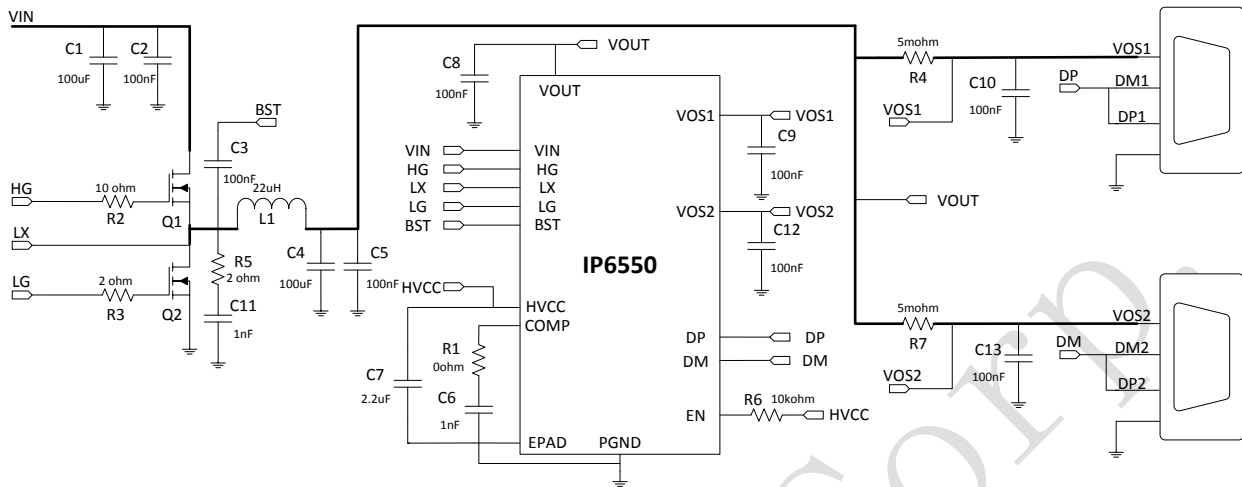 VIN
C1
100uF
C2
100nF
BST
C3
100nF
HG
10 ohm
R2
Q1
22uH
L1
LX
LG
2 ohm
R3
Q2
R5
2 ohm
C11
1nF
C4
100uF
C5
100nF
C8
100nF
VOUT
VOUT
VIN
HG
LX
LG
BST
VIN
HG
LX
LG
BST
IP6550
HVCC
HVCC
COMP
R1
0ohm
C7
2.2uF
C6
1nF
EPAD
PGND
VOS1
VOS1
C9
100nF
VOS2
VOS2
C12
100nF
DP
DP
DM
DM
EN
R6
10kohm
HVCC
5mohm
R4
VOS1
C10
100nF
VOS1
DP
DM1
DP1
VOUT
5mohm
R7
VOS2
C13
100nF
VOS2
DM
DM2
DP2
Corp.